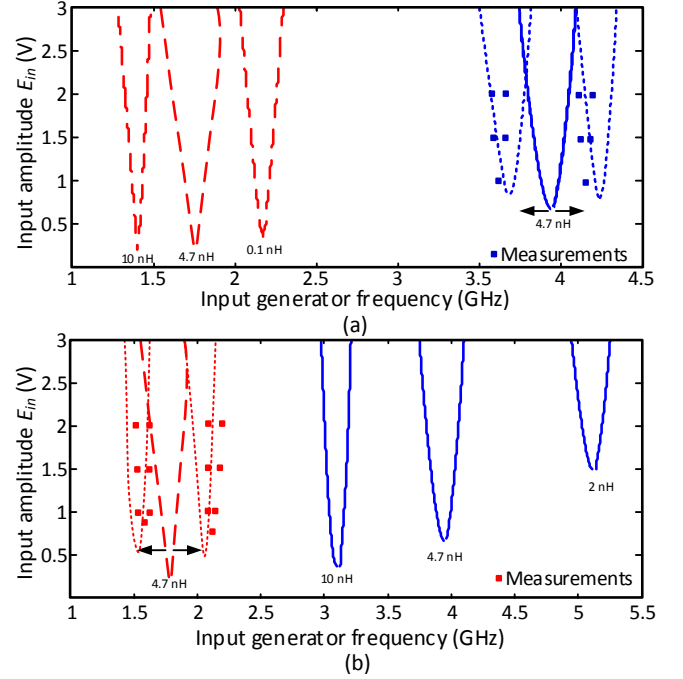 Input amplitude E_in (V)
3
2.5
2
1.5
1
0.5
10 nH
4.7 nH
0.1 nH
4.7 nH
Measurements
1
1.5
2
2.5
3
3.5
4
4.5
Input generator frequency (GHz)
(a)
Input amplitude E_in (V)
3
2.5
2
1.5
1
0.5
4.7 nH
10 nH
4.7 nH
2 nH
Measurements
1
1.5
2
2.5
3
3.5
4
4.5
5
5.5
Input generator frequency (GHz)
(b)